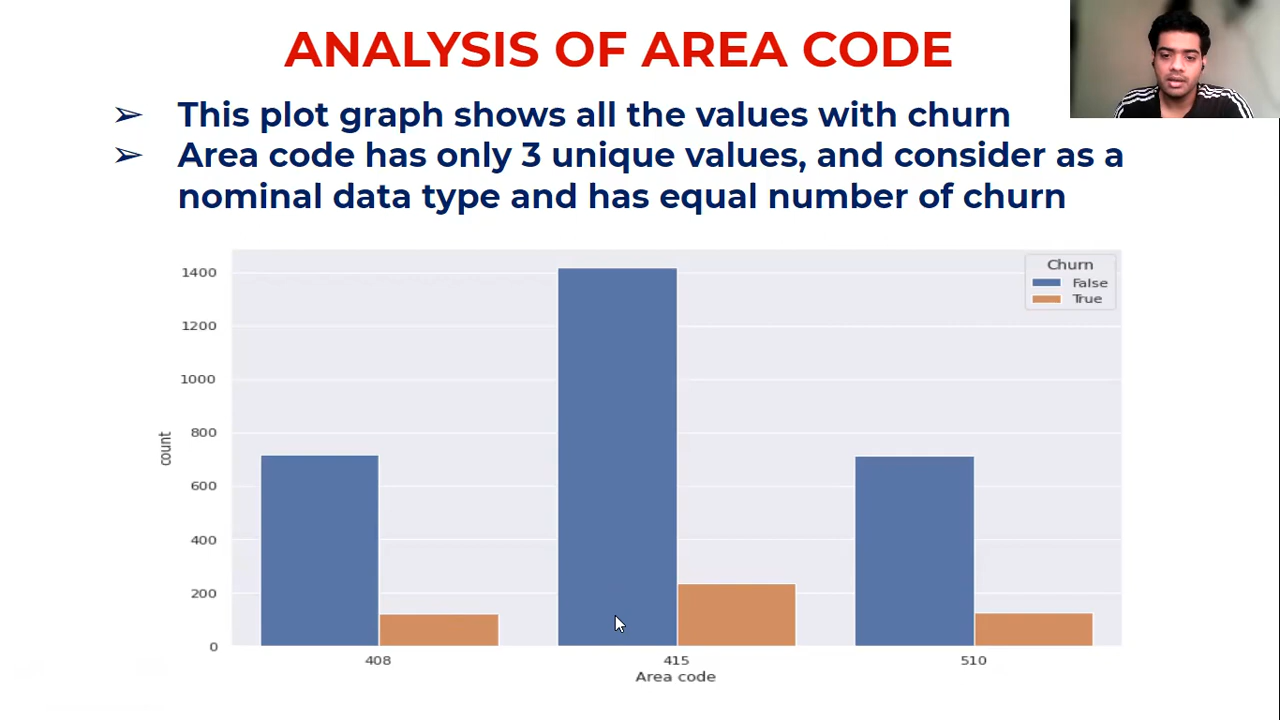 ANALYSIS OF AREA CODE
➢ This plot graph shows all the values with churn
➢ Area code has only 3 unique values, and consider as a
nominal data type and has equal number of churn
Churn
False
True
1400
1200
1000
800
600
400
200
0
count
408 415 510
Area code